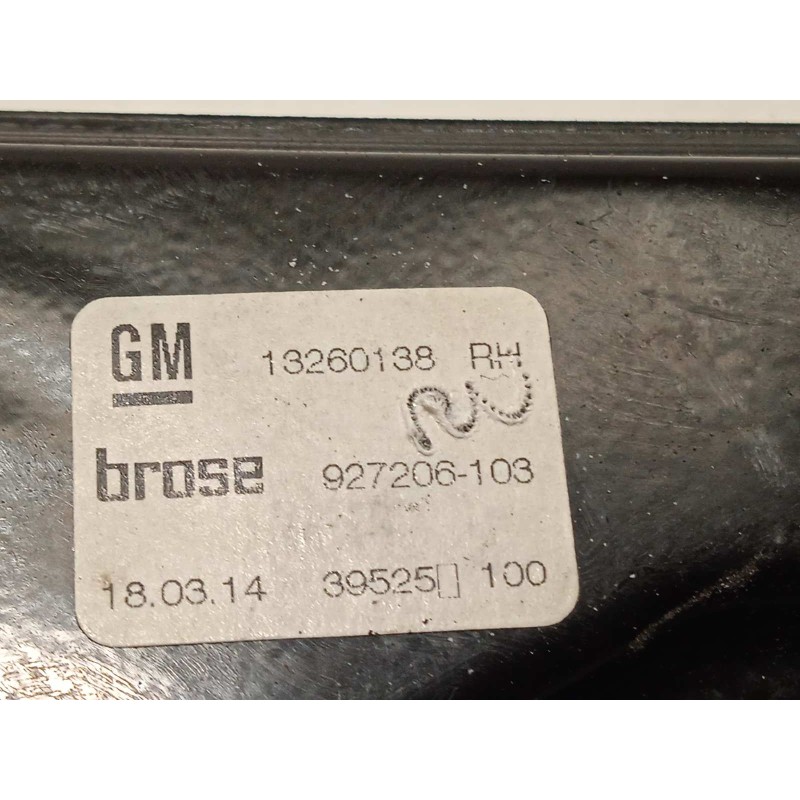 GM 13260138 RH
brose 927206-103
18.03.14 39525▯ 100